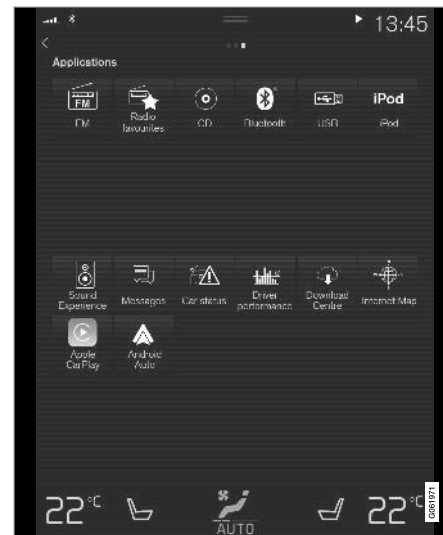 13:45
Applications
FM
iPod
FM
Radio
favourites
CD
Bluetooth
USB
iPod
Sound
Experience
Messages
Car status
Driver
performance
Download
Centre
Internet Map
Apple
CarPlay
Android
Auto
22°C
22°C
AUTO
G061971